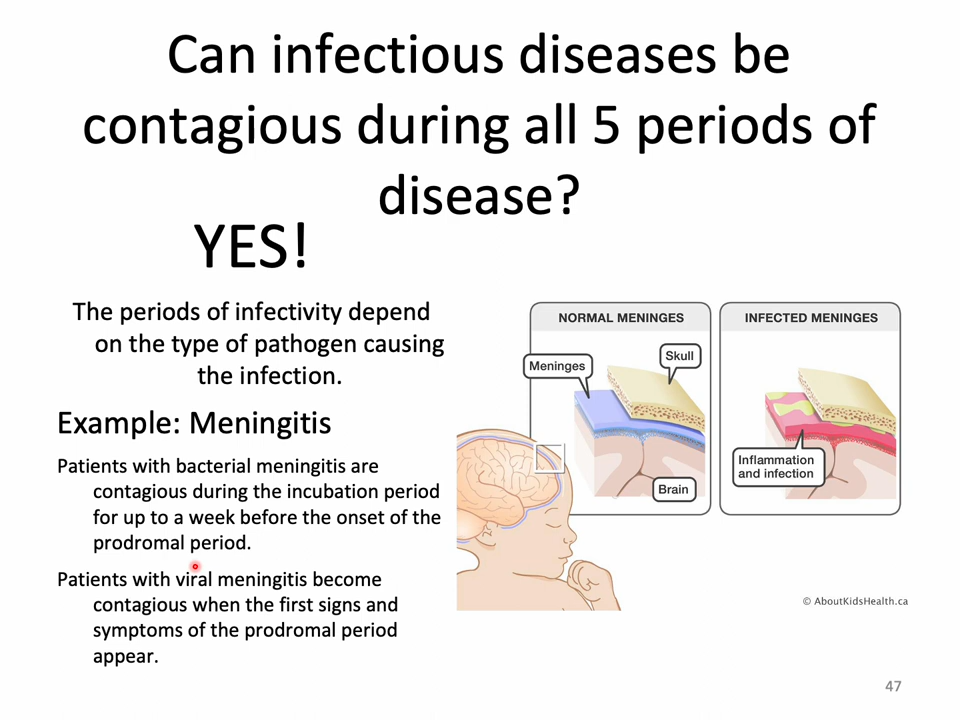 Can infectious diseases be
contagious during all 5 periods of
disease?
YES!
The periods of infectivity depend
on the type of pathogen causing
the infection.
Example: Meningitis
Patients with bacterial meningitis are
contagious during the incubation period
for up to a week before the onset of the
prodromal period.
Patients with viral meningitis become
contagious when the first signs and
symptoms of the prodromal period
appear.
NORMAL MENINGES
Meninges
Skull
Brain
INFECTED MENINGES
Inflammation
and infection
© AboutKidsHealth.ca
47